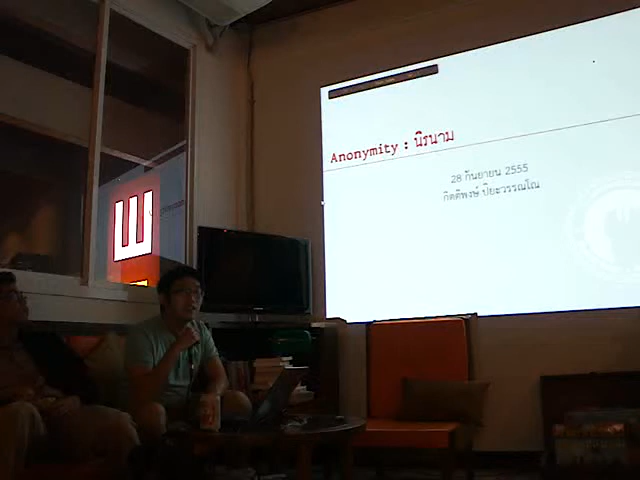 Anonymity : นิรนาม
28 กันยายน 2555
กิตติพงษ์ ปิยะวรรณโณ